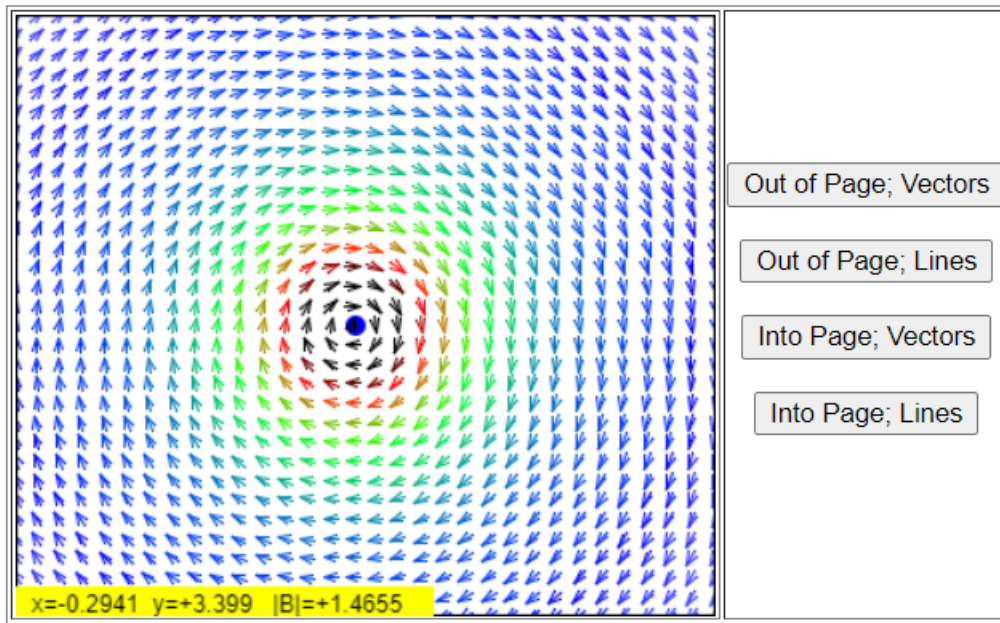 Out of Page; Vectors
Out of Page; Lines
Into Page; Vectors
Into Page; Lines
x=-0.2941 y=+3.399 |B|=+1.4655